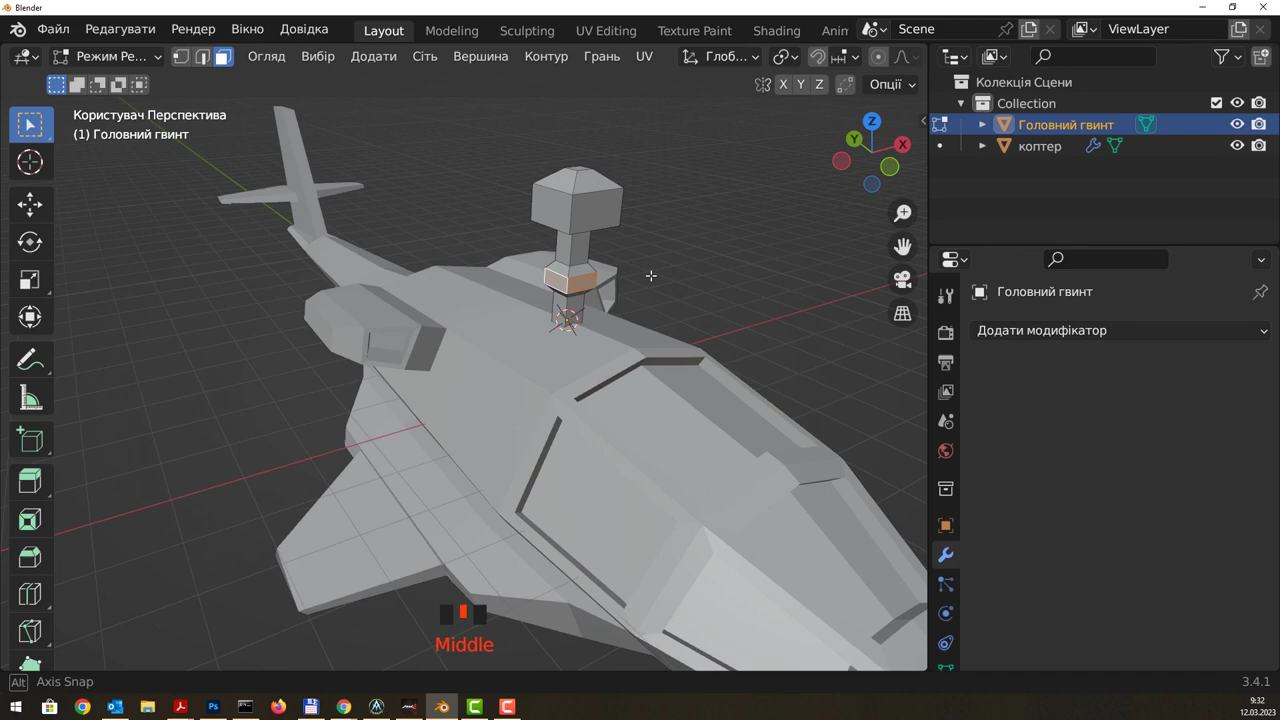 Blender
Файл Редагувати Рендер Вікно Довідка Layout Modeling Sculpting UV Editing Texture Paint Shading Scene ViewLayer
Режим Ре... Огляд Вибір Додати Сіть Вершина Контур Грань UV Глоб...
X Y Z Опції
Користувач Перспектива
(1) Головний гвинт
Z
Y
X
Колекція Сцени
Collection
Головний гвинт
коптер
Головний гвинт
Додати модифікатор
Middle
Alt Axis Snap 3.4.1
9:32
12.03.2023